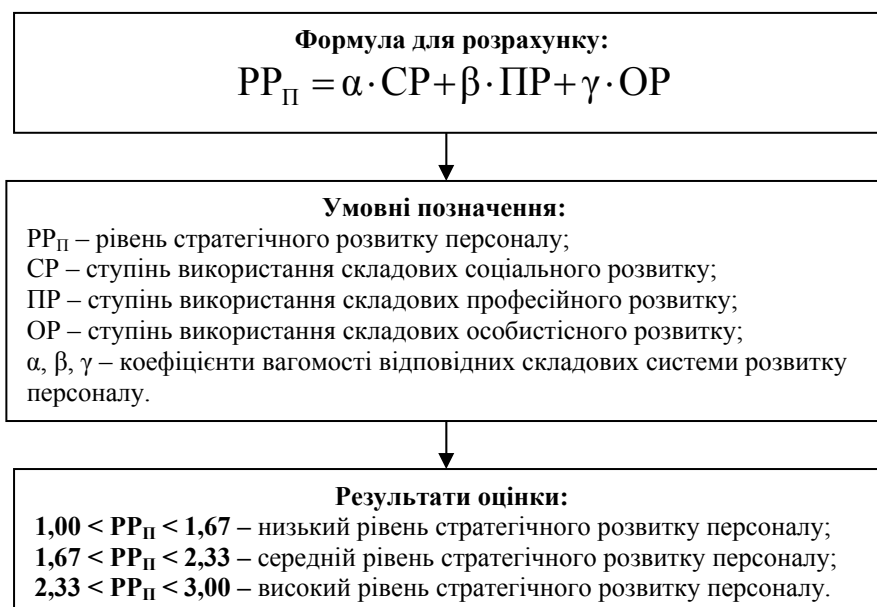 Формула для розрахунку:
РР_П = α·СР+β·ПР+γ·ОР
Умовні позначення:
РР_П – рівень стратегічного розвитку персоналу;
СР – ступінь використання складових соціального розвитку;
ПР – ступінь використання складових професійного розвитку;
ОР – ступінь використання складових особистісного розвитку;
α, β, γ – коефіцієнти вагомості відповідних складових системи розвитку
персоналу.
Результати оцінки:
1,00 < РР_П < 1,67 – низький рівень стратегічного розвитку персоналу;
1,67 < РР_П < 2,33 – середній рівень стратегічного розвитку персоналу;
2,33 < РР_П < 3,00 – високий рівень стратегічного розвитку персоналу.